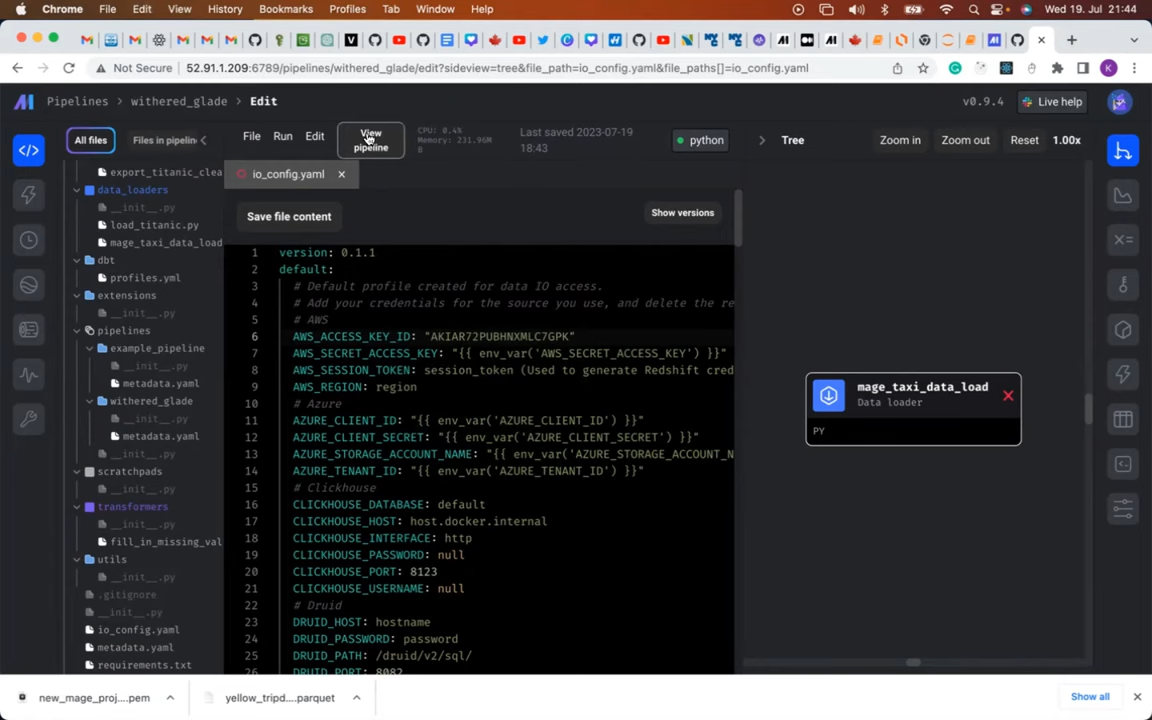 Chrome File Edit View History Bookmarks Profiles Tab Window Help Wed 19. Jul 21:44
Not Secure 52.91.1.209:6789/pipelines/withered_glade/edit?sideview=tree&file_path=io_config.yaml&file_paths[]=io_config.yaml K
Pipelines > withered_glade > Edit v0.9.4 Live help
All files Files in pipelin File Run Edit View pipeline CPU: 0.4% Memory: 231.96M B Last saved 2023-07-19 18:43 python Tree Zoom in Zoom out Reset 1.00x
export_titanic_clea
data_loaders
__init__.py
load_titanic.py
mage_taxi_data_load
dbt
profiles.yml
extensions
__init__.py
pipelines
example_pipeline
__init__.py
metadata.yaml
withered_glade
metadata.yaml
__init__.py
scratchpads
__init__.py
transformers
__init__.py
fill_in_missing_val
utils
__init__.py
.gitignore
__init__.py
io_config.yaml
metadata.yaml
requirements.txt
io_config.yaml ×
Save file content Show versions
1 version: 0.1.1
2 default:
3 # Default profile created for data IO access.
4 # Add your credentials for the source you use, and delete the re
5 # AWS
6 AWS_ACCESS_KEY_ID: "AKIAR72PUBHNXMLC7GPK"
7 AWS_SECRET_ACCESS_KEY: "{{ env_var('AWS_SECRET_ACCESS_KEY') }}"
8 AWS_SESSION_TOKEN: session_token (Used to generate Redshift cred
9 AWS_REGION: region
10 # Azure
11 AZURE_CLIENT_ID: "{{ env_var('AZURE_CLIENT_ID') }}"
12 AZURE_CLIENT_SECRET: "{{ env_var('AZURE_CLIENT_SECRET') }}"
13 AZURE_STORAGE_ACCOUNT_NAME: "{{ env_var('AZURE_STORAGE_ACCOUNT_N
14 AZURE_TENANT_ID: "{{ env_var('AZURE_TENANT_ID') }}"
15 # Clickhouse
16 CLICKHOUSE_DATABASE: default
17 CLICKHOUSE_HOST: host.docker.internal
18 CLICKHOUSE_INTERFACE: http
19 CLICKHOUSE_PASSWORD: null
20 CLICKHOUSE_PORT: 8123
21 CLICKHOUSE_USERNAME: null
22 # Druid
23 DRUID_HOST: hostname
24 DRUID_PASSWORD: password
25 DRUID_PATH: /druid/v2/sql/
26 DRUID_PORT: 8082
mage_taxi_data_load
Data loader
PY
new_mage_proj....pem yellow_tripd....parquet Show all